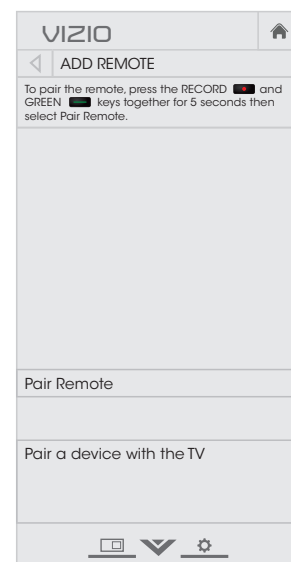 VIZIO
ADD REMOTE
To pair the remote, press the RECORD and
GREEN keys together for 5 seconds then
select Pair Remote.
Pair Remote
Pair a device with the TV